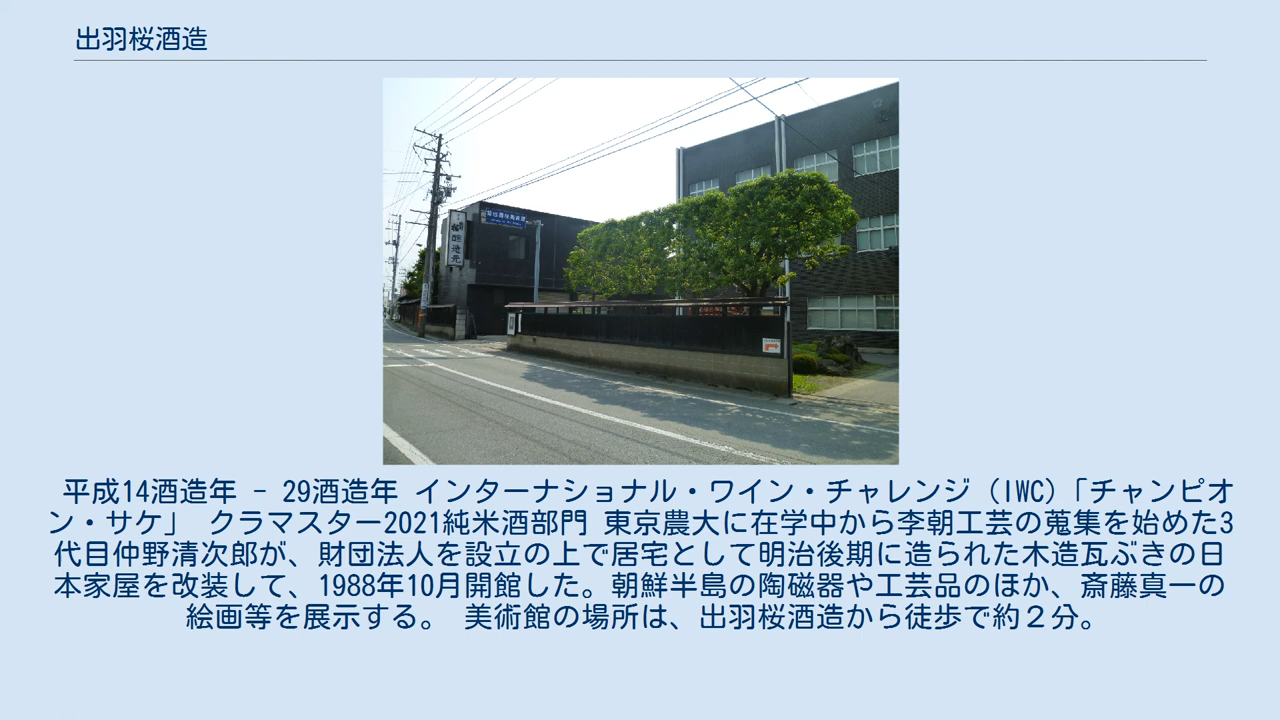 出羽桜酒造
醸造元
平成14酒造年 - 29酒造年 インターナショナル・ワイン・チャレンジ (IWC)「チャンピオ
ン・サケ」 クラマスター2021純米酒部門 東京農大に在学中から李朝工芸の蒐集を始めた3
代目仲野清次郎が、財団法人を設立の上で居宅として明治後期に造られた木造瓦ぶきの日
本家屋を改装して、1988年10月開館した。朝鮮半島の陶磁器や工芸品のほか、斎藤真一の
絵画等を展示する。 美術館の場所は、出羽桜酒造から徒歩で約２分。